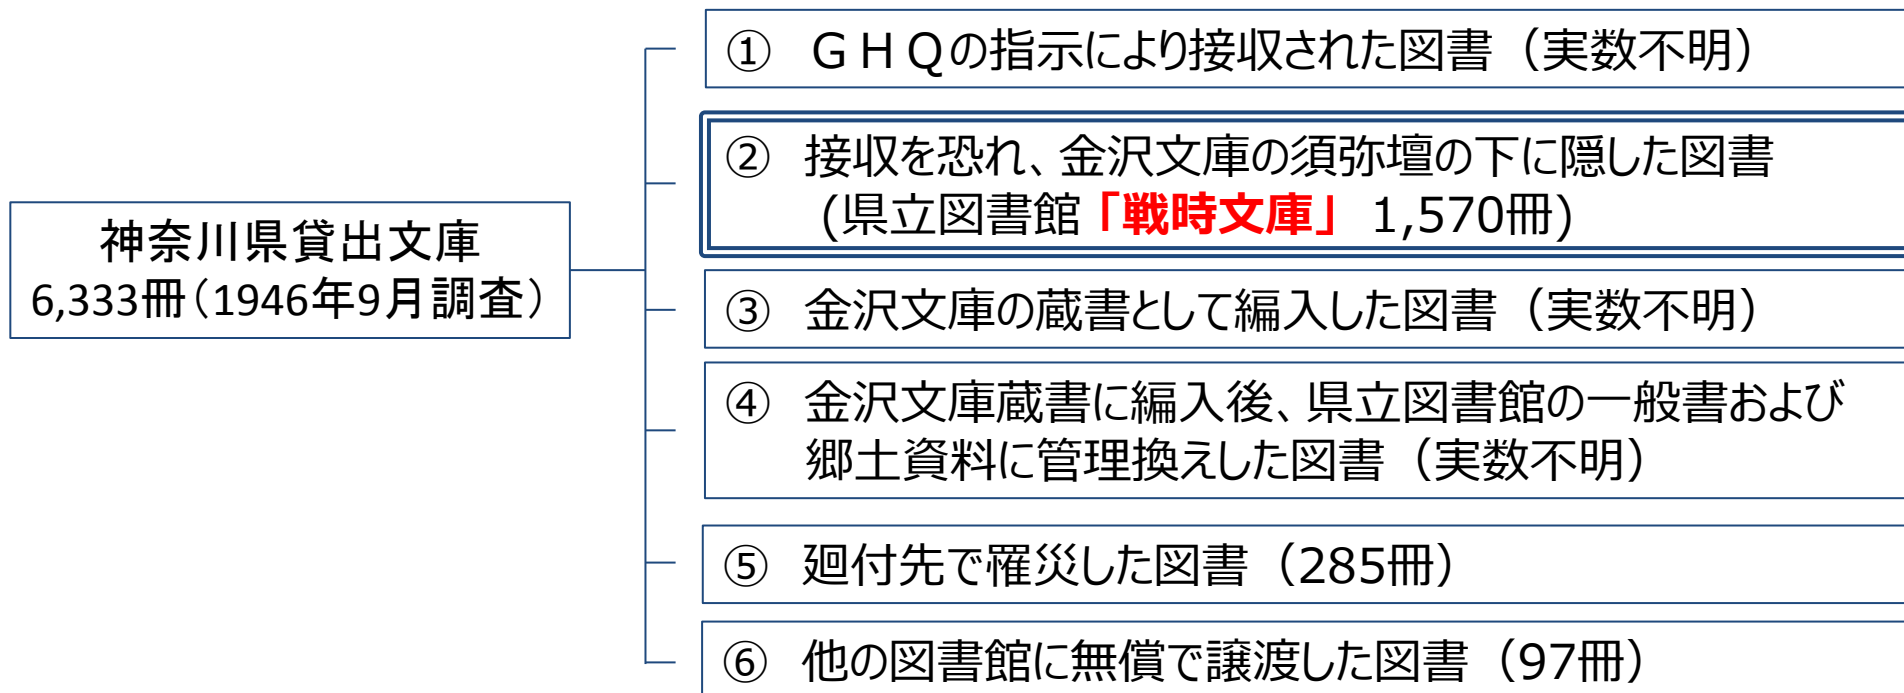 神奈川県貸出文庫
6,333冊（1946年9月調査）
① ＧＨＱの指示により接収された図書（実数不明）
② 接収を恐れ、金沢文庫の須弥壇の下に隠した図書
(県立図書館「戦時文庫」 1,570冊)
③ 金沢文庫の蔵書として編入した図書（実数不明）
④ 金沢文庫蔵書に編入後、県立図書館の一般書および
郷土資料に管理換えした図書（実数不明）
⑤ 廻付先で罹災した図書（285冊）
⑥ 他の図書館に無償で譲渡した図書（97冊）